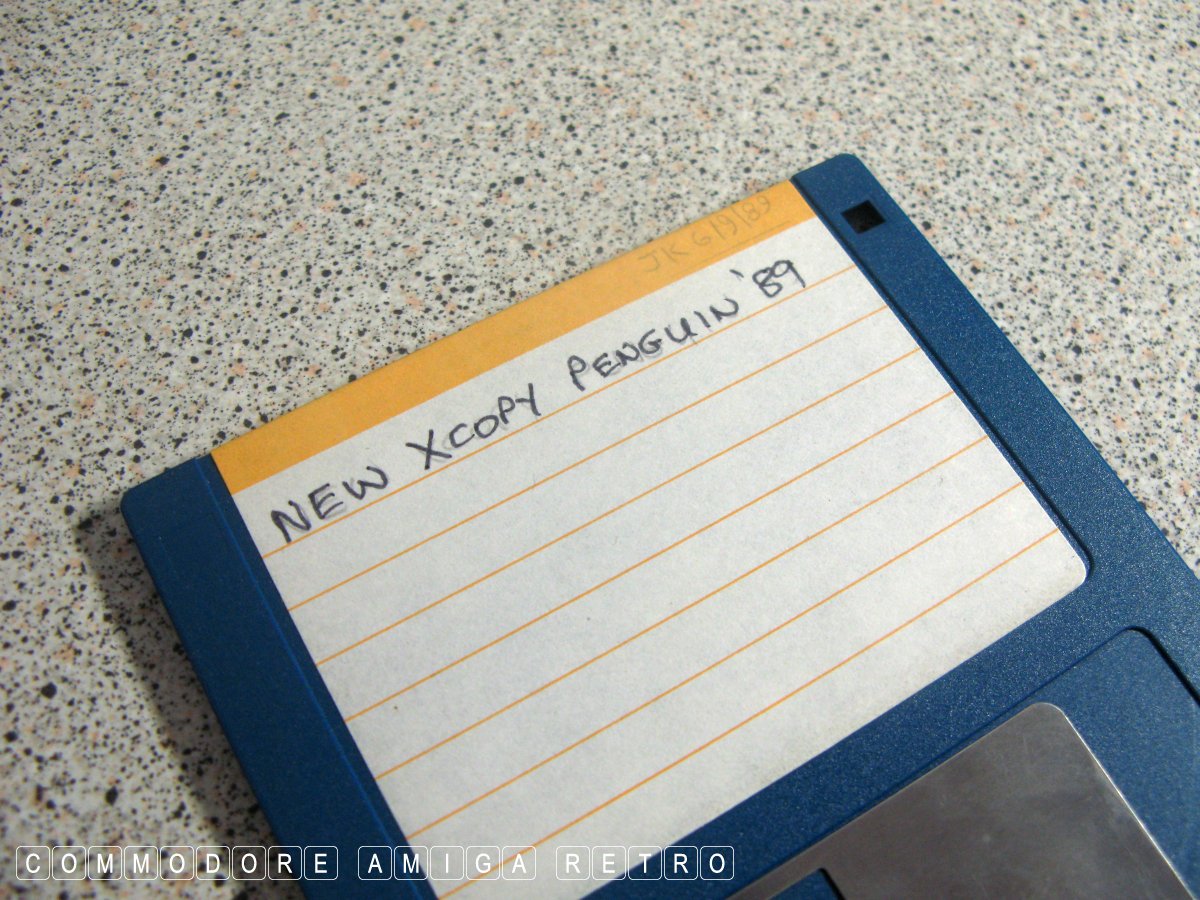 JK 6/9/89
NEW XCOPY PENGUIN '89
COMMODORE AMIGA RETRO